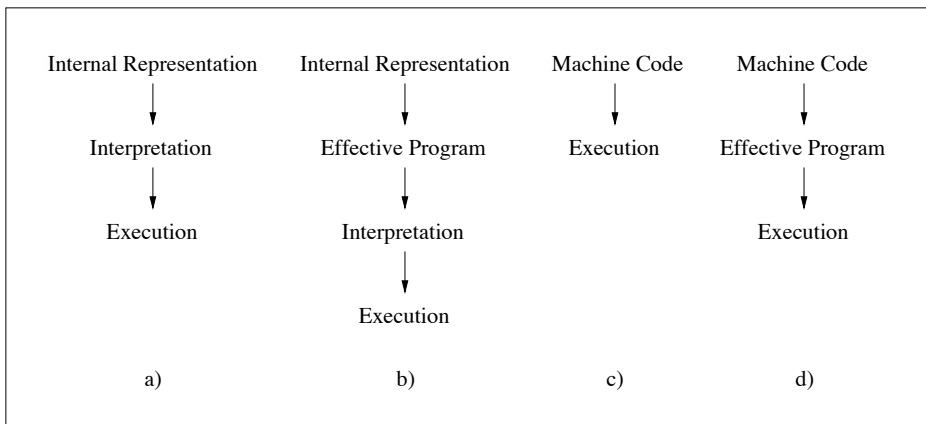 Internal Representation
Internal Representation
Machine Code
Machine Code
Interpretation
Effective Program
Execution
Effective Program
Execution
Interpretation
Execution
Execution
a)
b)
c)
d)